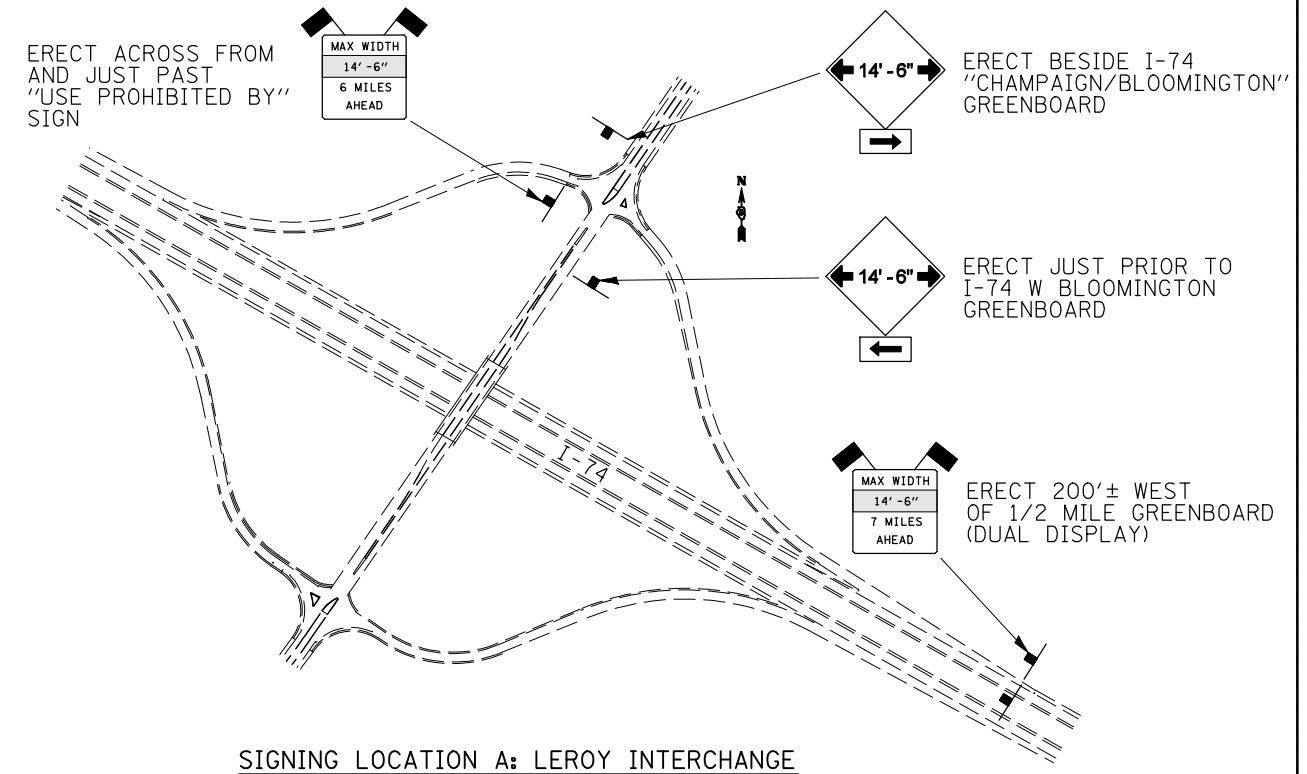 ERECT ACROSS FROM
AND JUST PAST
"USE PROHIBITED BY"
SIGN
MAX WIDTH
14'-6"
6 MILES
AHEAD
14'-6"
ERECT BESIDE I-74
"CHAMPAIGN/BLOOMINGTON"
GREENBOARD
N
14'-6"
ERECT JUST PRIOR TO
I-74 W BLOOMINGTON
GREENBOARD
I-74
MAX WIDTH
14'-6"
7 MILES
AHEAD
ERECT 200'± WEST
OF 1/2 MILE GREENBOARD
(DUAL DISPLAY)
SIGNING LOCATION A: LEROY INTERCHANGE